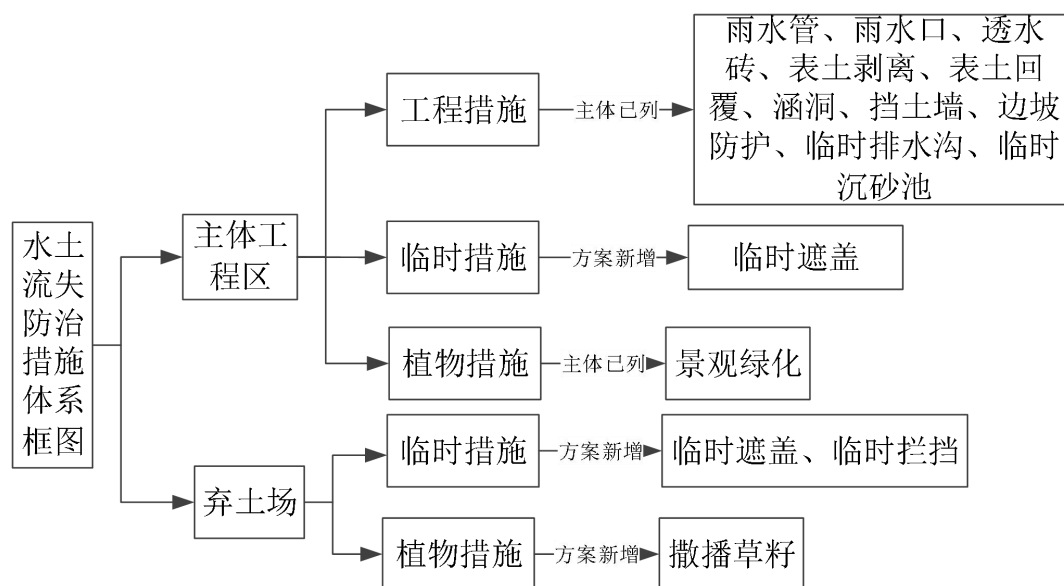 水土
流失
防治
措施
体系
框图
主体工
程区
工程措施
主体已列
雨水管、雨水口、透水
砖、表土剥离、表土回
覆、涵洞、挡土墙、边坡
防护、临时排水沟、临时
沉砂池
临时措施
方案新增
临时遮盖
植物措施
主体已列
景观绿化
弃土场
临时措施
方案新增
临时遮盖、临时拦挡
植物措施
方案新增
撒播草籽